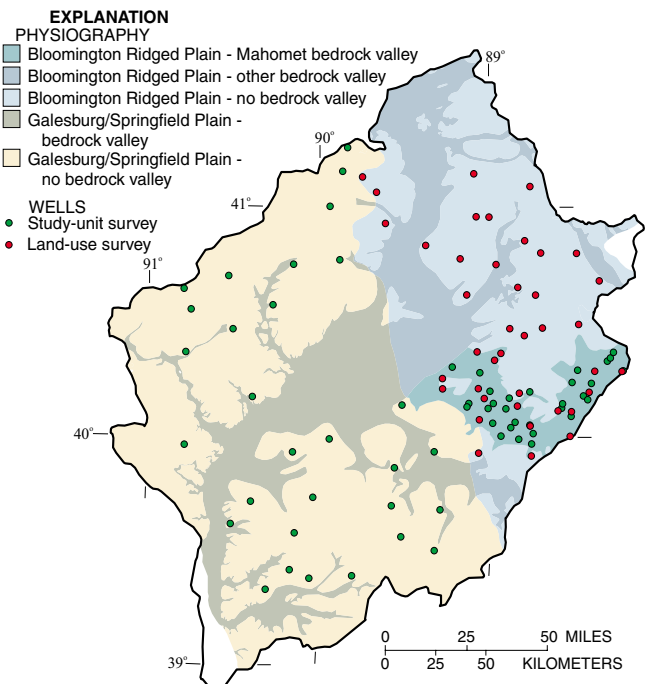 EXPLANATION
PHYSIOGRAPHY
Bloomington Ridged Plain - Mahomet bedrock valley
Bloomington Ridged Plain - other bedrock valley
Bloomington Ridged Plain - no bedrock valley
Galesburg/Springfield Plain -
bedrock valley
Galesburg/Springfield Plain -
no bedrock valley
WELLS
Study-unit survey
Land-use survey
89°
90°
41°
91°
40°
39°
0 25 50 MILES
0 25 50 KILOMETERS